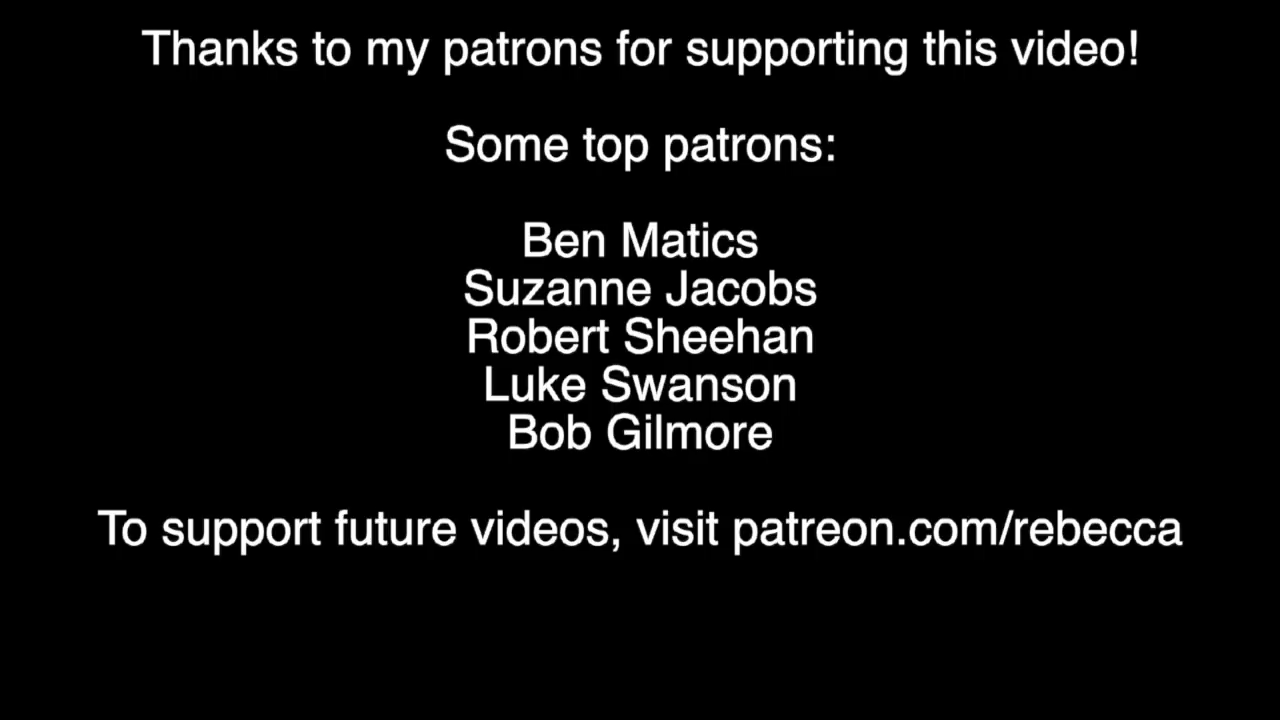 Thanks to my patrons for supporting this video!
Some top patrons:
Ben Matics
Suzanne Jacobs
Robert Sheehan
Luke Swanson
Bob Gilmore
To support future videos, visit patreon.com/rebecca